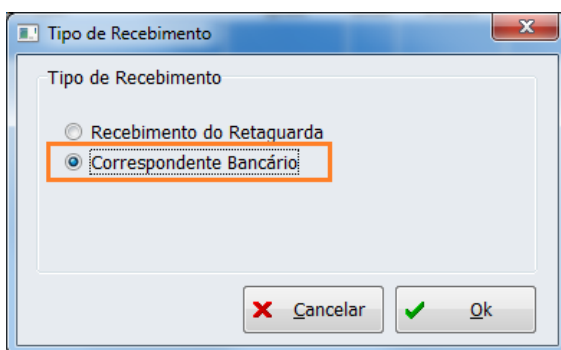 Tipo de Recebimento
Tipo de Recebimento
Recebimento do Retaguarda
Correspondente Bancário
Cancelar
Ok